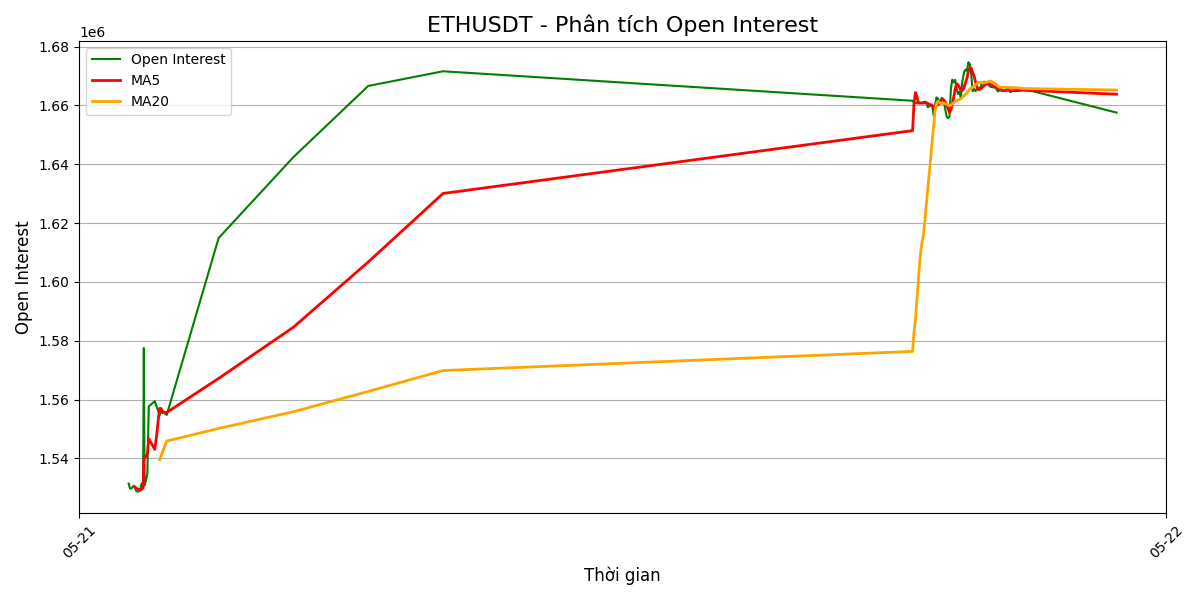 ETHUSDT - Phân tích Open Interest
1e6
1.68
1.66
1.64
1.62
1.60
1.58
1.56
1.54
Open Interest
Open Interest
MA5
MA20
05-21
05-22
Thời gian